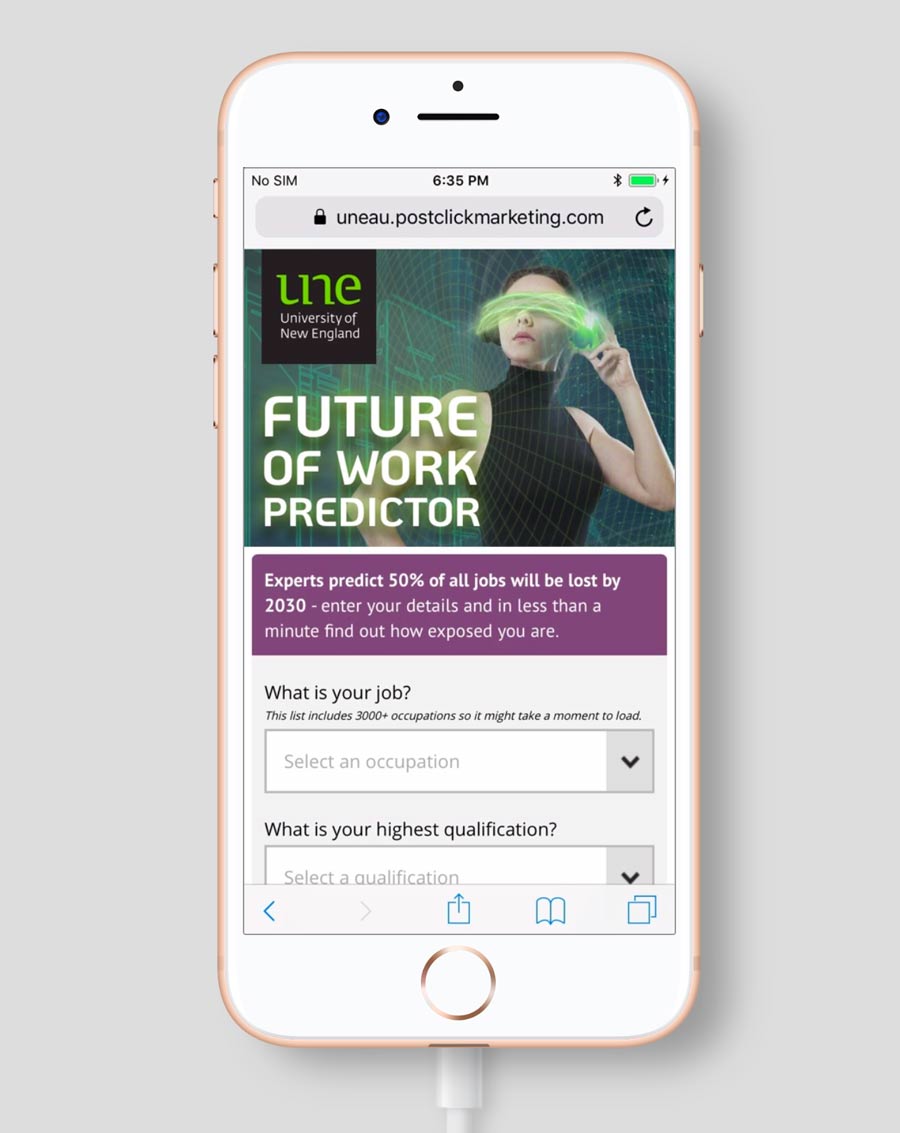 No SIM 6:35 PM
uneau.postclickmarketing.com
une
University of
New England
FUTURE
OF WORK
PREDICTOR
Experts predict 50% of all jobs will be lost by
2030 - enter your details and in less than a
minute find out how exposed you are.
What is your job?
This list includes 3000+ occupations so it might take a moment to load.
Select an occupation
What is your highest qualification?
Select a qualification